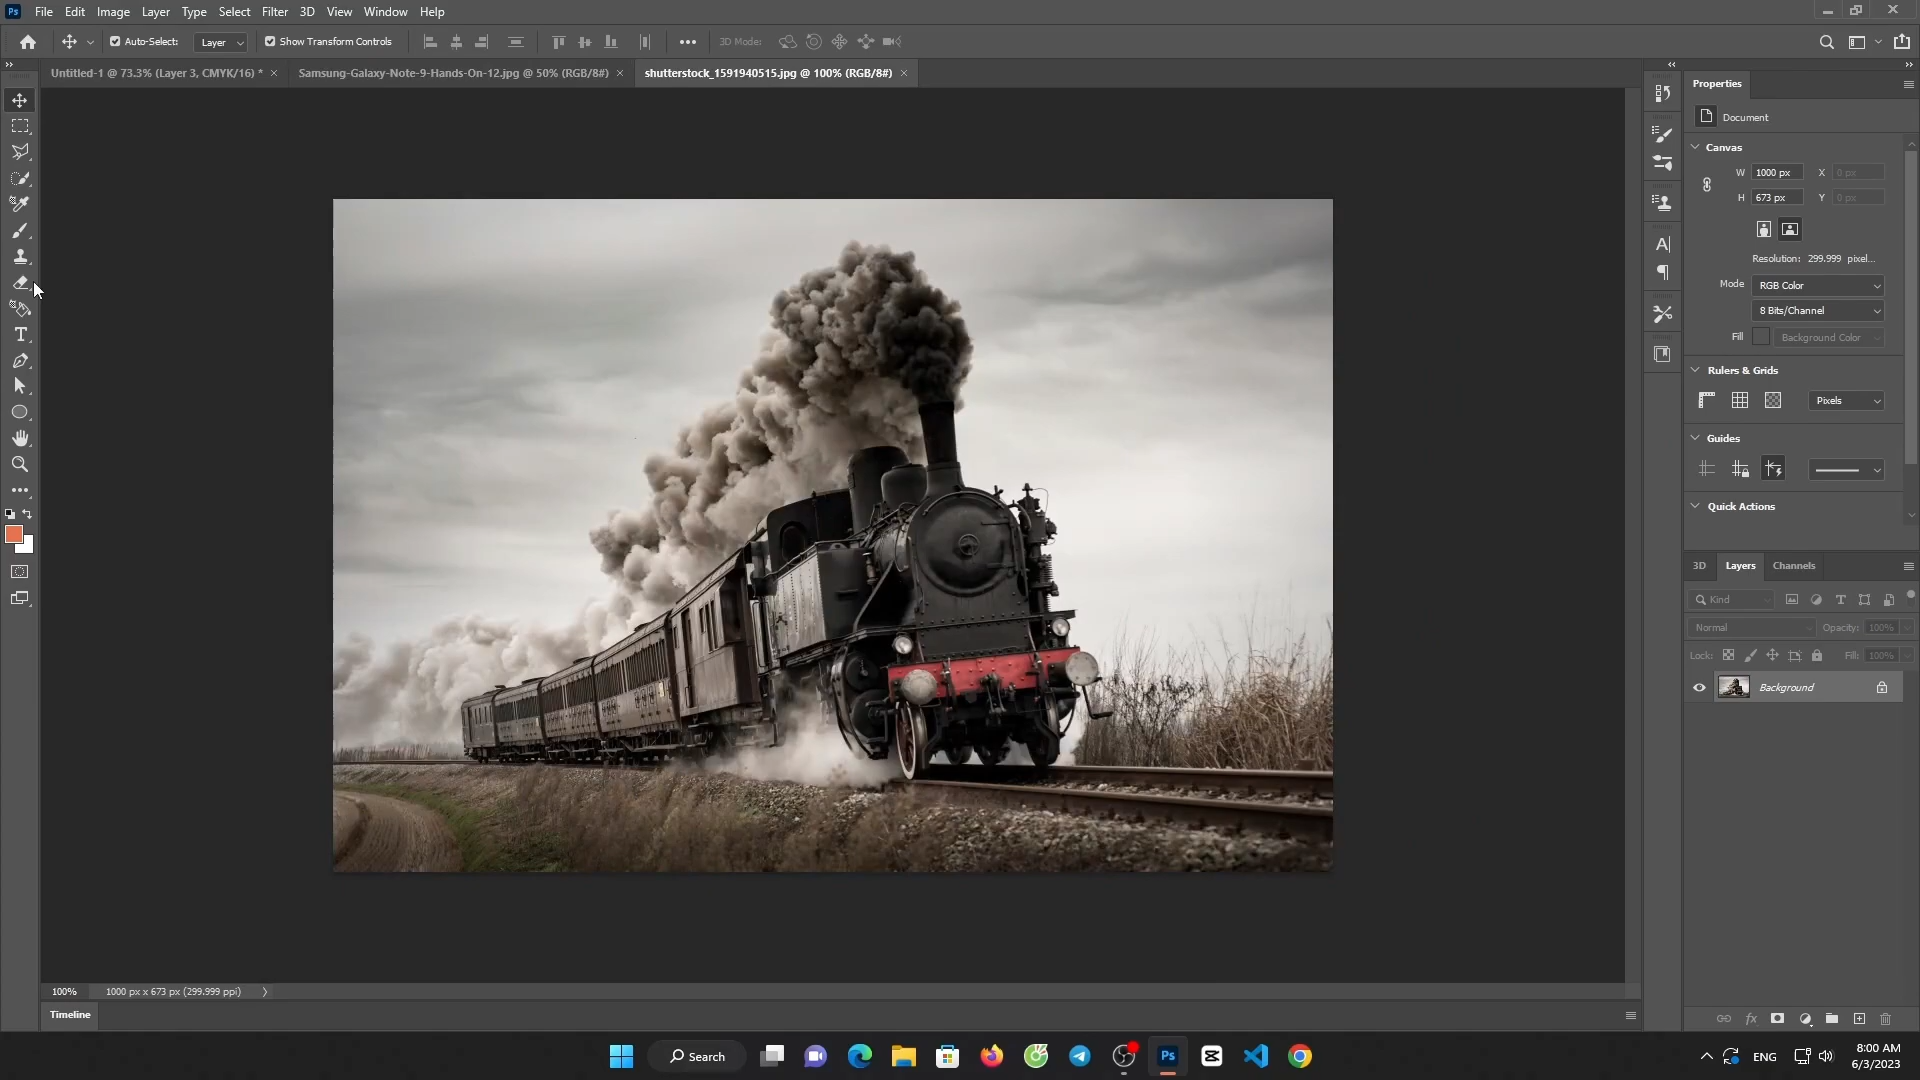 Ps File Edit Image Layer Type Select Filter 3D View Window Help
Auto-Select: Layer Show Transform Controls 3D Mode:
Untitled-1 @ 73.3% (Layer 3, CMYK/16) * Samsung-Galaxy-Note-9-Hands-On-12.jpg @ 50% (RGB/8#) shutterstock_1591940515.jpg @ 100% (RGB/8#)
Properties
Document
Canvas
W 1000 px X 0 px
H 673 px Y 0 px
Resolution: 299.999 pixel...
Mode RGB Color
8 Bits/Channel
Fill Background Color
Rulers & Grids
Pixels
Guides
Quick Actions
3D Layers Channels
Kind
Normal Opacity: 100%
Lock: Fill: 100%
Background
100% 1000 px x 673 px (299.999 ppi)
Timeline
Search
Ps
ENG
8:00 AM
6/3/2023